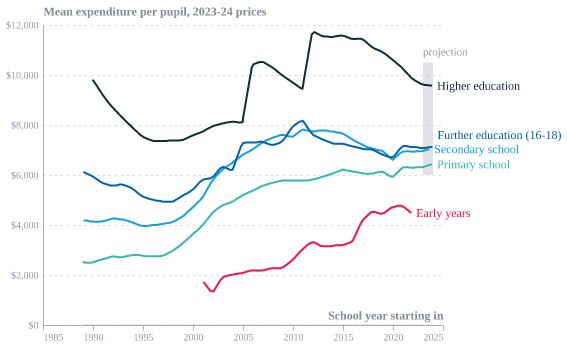 Mean expenditure per pupil, 2023-24 prices
$12,000
projection
$10,000
Higher education
$8,000
Further education (16-18)
Secondary school
$6,000
Primary school
$4,000
Early years
$2,000
School year starting in
$0
1985 1990 1995 2000 2005 2010 2015 2020 2025